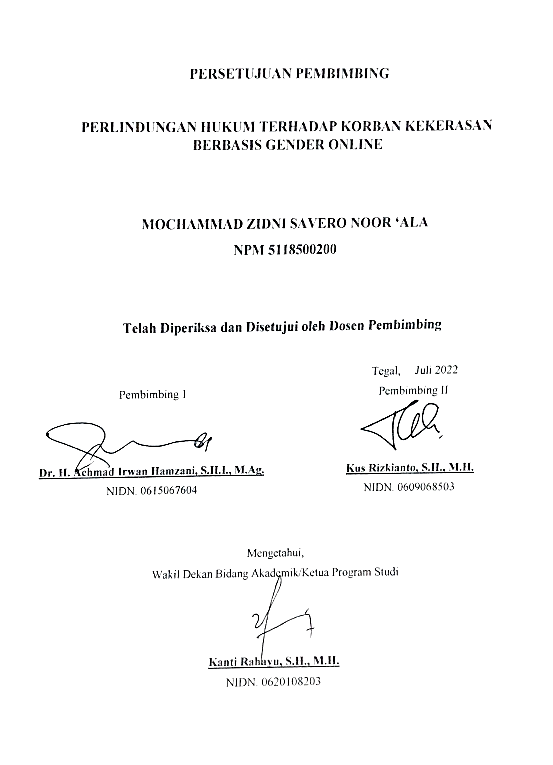 PERSETUJUAN PEMBIMBING
PERLINDUNGAN HUKUM TERHADAP KORBAN KEKERASAN
BERBASIS GENDER ONLINE
MOCHAMMAD ZIDNI SAVERO NOOR ‘ALA
NPM 5118500200
Telah Diperiksa dan Disetujui oleh Dosen Pembimbing
Tegal, Juli 2022
Pembimbing I
Pembimbing II
Dr. H. Achmad Irwan Hamzani, S.H.I., M.Ag.
Kus Rizkianto, S.H., M.H.
NIDN. 0615067604
NIDN. 0609068503
Mengetahui,
Wakil Dekan Bidang Akademik/Ketua Program Studi
Kanti Rahayu, S.H., M.H.
NIDN. 0620108203